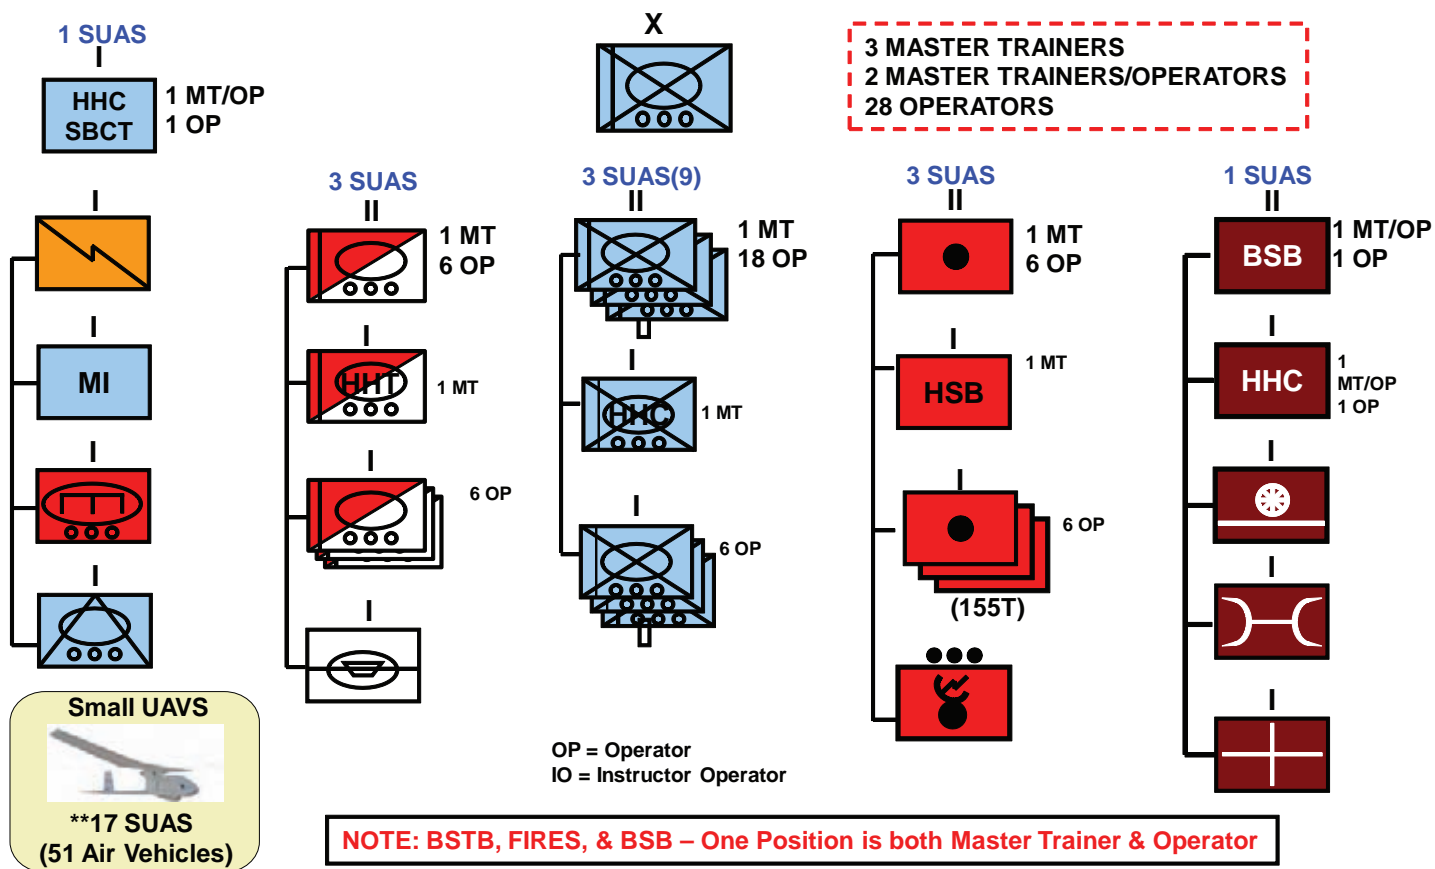 1 SUAS
I
HHC
SBCT
1 MT/OP
1 OP
X
3 MASTER TRAINERS
2 MASTER TRAINERS/OPERATORS
28 OPERATORS
I
I
MI
I
I
3 SUAS
II
1 MT
6 OP
I
HHT
1 MT
I
6 OP
I
3 SUAS(9)
II
1 MT
18 OP
I
HHC
1 MT
I
6 OP
3 SUAS
II
1 MT
6 OP
I
HSB
1 MT
I
6 OP
(155T)
1 SUAS
II
BSB
1 MT/OP
1 OP
I
HHC
1
MT/OP
1 OP
I
I
I
Small UAVS
**17 SUAS
(51 Air Vehicles)
OP = Operator
IO = Instructor Operator
NOTE: BSTB, FIRES, & BSB – One Position is both Master Trainer & Operator